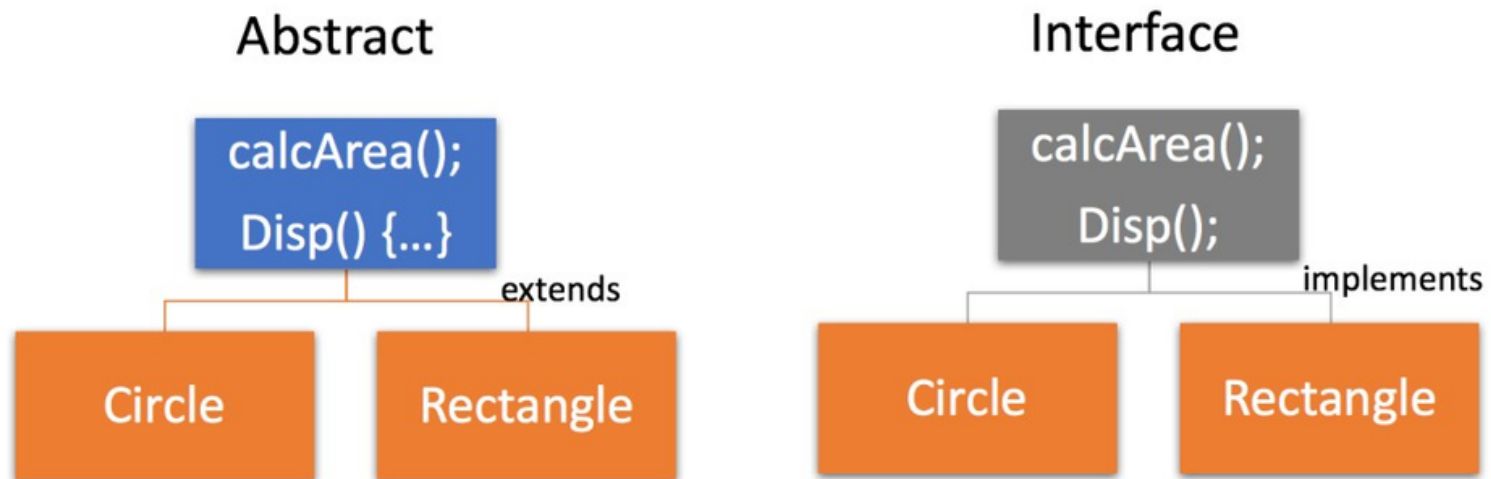 Abstract
calcArea();
Disp() {...}
extends
Circle
Rectangle
Interface
calcArea();
Disp();
implements
Circle
Rectangle